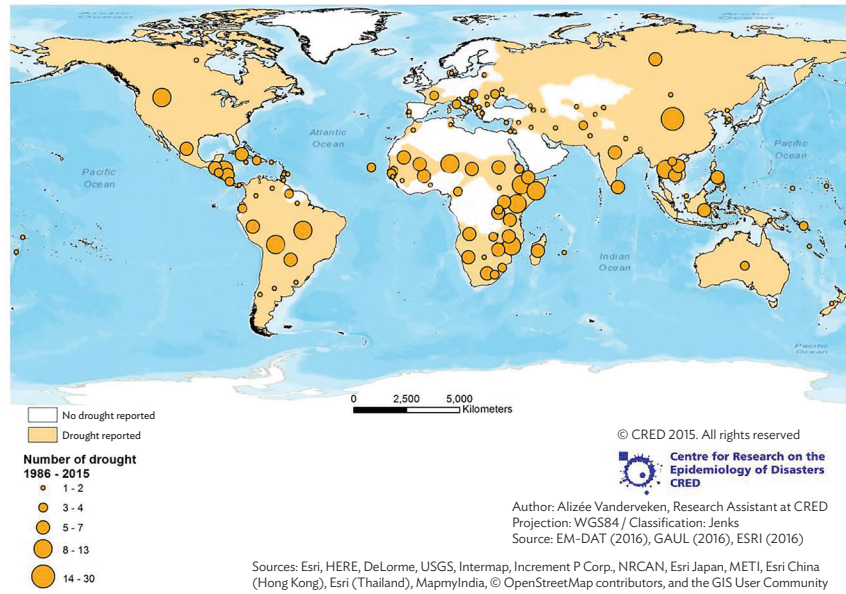 Arctic Ocean
Arctic Ocean
Atlantic
Ocean
Pacific
Ocean
Pacific
Ocean
Indian
Ocean
Pacific
Ocean
0 2,500 5,000
Kilometers
No drought reported
Drought reported
Number of drought
1986 - 2015
1 - 2
3 - 4
5 - 7
8 - 13
14 - 30
© CRED 2015. All rights reserved
Centre for Research on the
Epidemiology of Disasters
CRED
Author: Alizée Vanderveken, Research Assistant at CRED
Projection: WGS84 / Classification: Jenks
Source: EM-DAT (2016), GAUL (2016), ESRI (2016)
Sources: Esri, HERE, DeLorme, USGS, Intermap, Increment P Corp., NRCAN, Esri Japan, METI, Esri China
(Hong Kong), Esri (Thailand), MapmyIndia, © OpenStreetMap contributors, and the GIS User Community